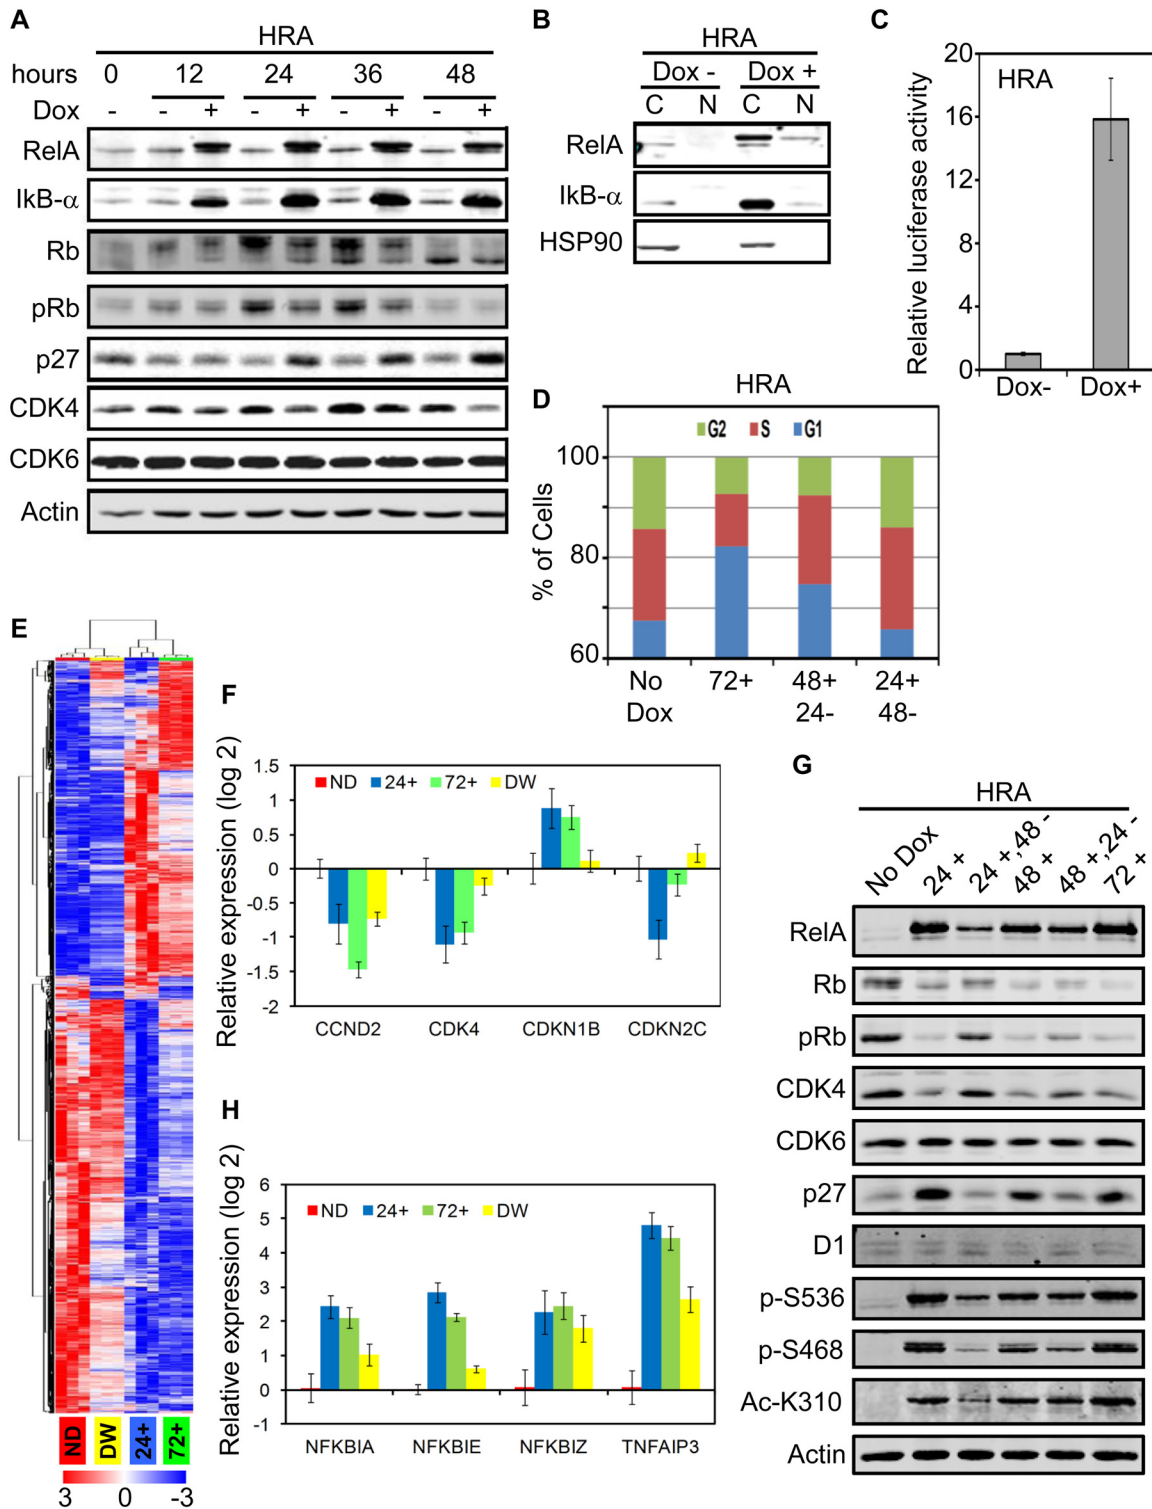 A
HRA
hours 0 12 24 36 48
Dox - - + - + - + - +
RelA
IkB-α
Rb
pRb
p27
CDK4
CDK6
Actin
B
HRA
Dox - Dox +
C N C N
RelA
IkB-α
HSP90
C
Relative luciferase activity
20
16
12
8
4
0
HRA
Dox- Dox+
D
HRA
G2 S G1
% of Cells
100
80
60
No Dox
72+
48+ 24-
24+ 48-
E
ND DW 24+ 72+
3 0 -3
F
Relative expression (log 2)
1.5
1
0.5
0
-0.5
-1
-1.5
-2
ND 24+ 72+ DW
CCND2 CDK4 CDKN1B CDKN2C
G
HRA
No Dox
24 +
24 +,48 -
48 +
48 +,24 -
72 +
RelA
Rb
pRb
CDK4
CDK6
p27
D1
p-S536
p-S468
Ac-K310
Actin
H
Relative expression (log 2)
6
5
4
3
2
1
0
-1
ND 24+ 72+ DW
NFKBIA NFKBIE NFKBIZ TNFAIP3